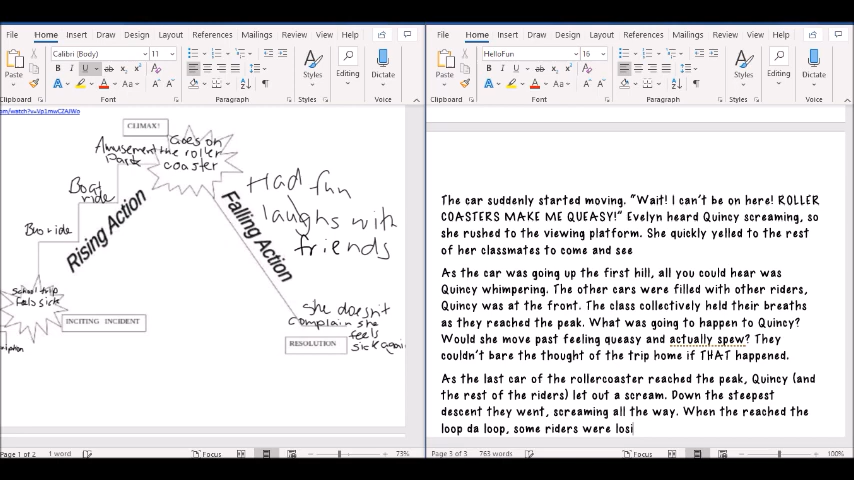 File Home Insert Draw Design Layout References Mailings Review
Calibri (Body) 11
Paste
Styles Editing Dictate
Clipboard Font Paragraph Styles Voice
om/watch?v=Vp1mwCZAIWo
CLIMAX!
Goes on
the roller
coaster
Amusement
Park
Boat
ride
Bus ride
School trip
feels sick
Rising Action
INCITING INCIDENT
Had fun
laughs with
friends
Falling Action
she doesn't
complain she
feels
sick again
RESOLUTION
Page 1 of 1 1 word Focus 73%
File Home Insert Draw Design Layout References Mailings Review View Help
HelloFun 16
Paste
Styles Editing Dictate
Clipboard Font Paragraph Styles Voice
The car suddenly started moving. "Wait! I can't be on here! ROLLER
COASTERS MAKE ME QUEASY!" Evelyn heard Quincy screaming, so
she rushed to the viewing platform. She quickly yelled to the rest
of her classmates to come and see
As the car was going up the first hill, all you could hear was
Quincy whimpering. The other cars were filled with other riders,
Quincy was at the front. The class collectively held their breaths
as they reached the peak. What was going to happen to Quincy?
Would she move past feeling queasy and actually spew? They
couldn't bare the thought of the trip home if THAT happened.
As the last car of the rollercoaster reached the peak, Quincy (and
the rest of the riders) let out a scream. Down the steepest
descent they went, screaming all the way. When the reached the
loop da loop, some riders were losi
Page 3 of 3 763 words Focus 100%